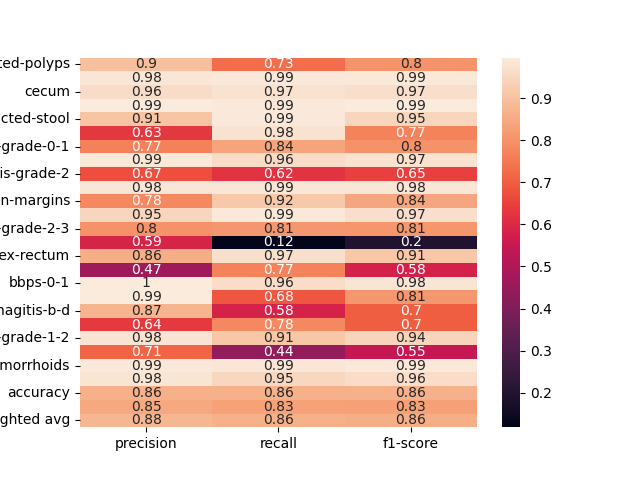 ted-polyps 0.9 0.73 0.8
0.98 0.99 0.99
cecum 0.96 0.97 0.97
0.99 0.99 0.99
cted-stool 0.91 0.99 0.95
0.63 0.98 0.77
-grade-0-1 0.77 0.84 0.8
0.99 0.96 0.97
is-grade-2 0.67 0.62 0.65
0.98 0.99 0.98
n-margins 0.78 0.92 0.84
0.95 0.99 0.97
-grade-2-3 0.8 0.81 0.81
0.59 0.12 0.2
ex-rectum 0.86 0.97 0.91
0.47 0.77 0.58
bbps-0-1 1 0.96 0.98
0.99 0.68 0.81
nagitis-b-d 0.87 0.58 0.7
0.64 0.78 0.7
-grade-1-2 0.98 0.91 0.94
0.71 0.44 0.55
morrhoids 0.99 0.99 0.99
0.98 0.95 0.96
accuracy 0.86 0.86 0.86
0.85 0.83 0.83
ghted avg 0.88 0.86 0.86
precision recall f1-score
0.9
0.8
0.7
0.6
0.5
0.4
0.3
0.2